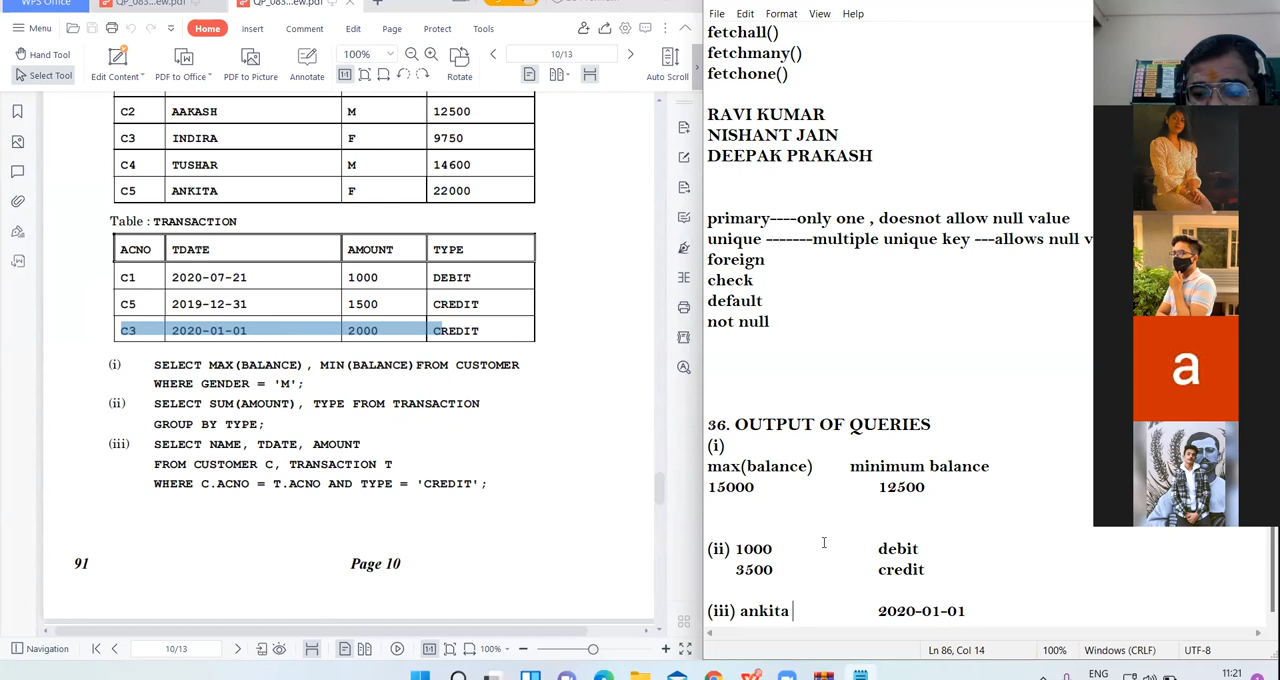 WPS Office QP_083...ew.pdf QP_083...ew.pdf
Menu Home Insert Comment Edit Page Protect Tools
Hand Tool
Select Tool
Edit Content PDF to Office PDF to Picture Annotate 100% Rotate 10/13 Auto Scroll
C2 AAKASH M 12500
C3 INDIRA F 9750
C4 TUSHAR M 14600
C5 ANKITA F 22000
Table : TRANSACTION
ACNO TDATE AMOUNT TYPE
C1 2020-07-21 1000 DEBIT
C5 2019-12-31 1500 CREDIT
C3 2020-01-01 2000 CREDIT
(i) SELECT MAX(BALANCE), MIN(BALANCE)FROM CUSTOMER
WHERE GENDER = 'M';
(ii) SELECT SUM(AMOUNT), TYPE FROM TRANSACTION
GROUP BY TYPE;
(iii) SELECT NAME, TDATE, AMOUNT
FROM CUSTOMER C, TRANSACTION T
WHERE C.ACNO = T.ACNO AND TYPE = 'CREDIT';
91 Page 10
Navigation 10/13 100%
File Edit Format View Help
fetchall()
fetchmany()
fetchone()
RAVI KUMAR
NISHANT JAIN
DEEPAK PRAKASH
primary----only one , doesnot allow null value
unique -------multiple unique key ---allows null v
foreign
check
default
not null
36. OUTPUT OF QUERIES
(i)
max(balance) minimum balance
15000 12500
(ii) 1000 debit
3500 credit
(iii) ankita 2020-01-01
Ln 86, Col 14 100% Windows (CRLF) UTF-8
a
ENG 11:21